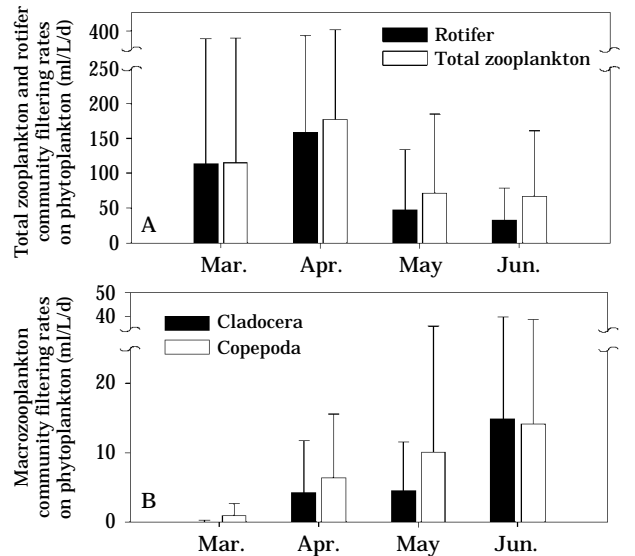 Total zooplankton and rotifer
community filtering rates
on phytoplankton (ml/L/d)
400
250
200
150
100
50
0
Rotifer
Total zooplankton
A
Mar.
Apr.
May
Jun.
Macrozooplankton
community filtering rates
on phytoplankton (ml/L/d)
50
40
20
10
0
Cladocera
Copepoda
B
Mar.
Apr.
May
Jun.